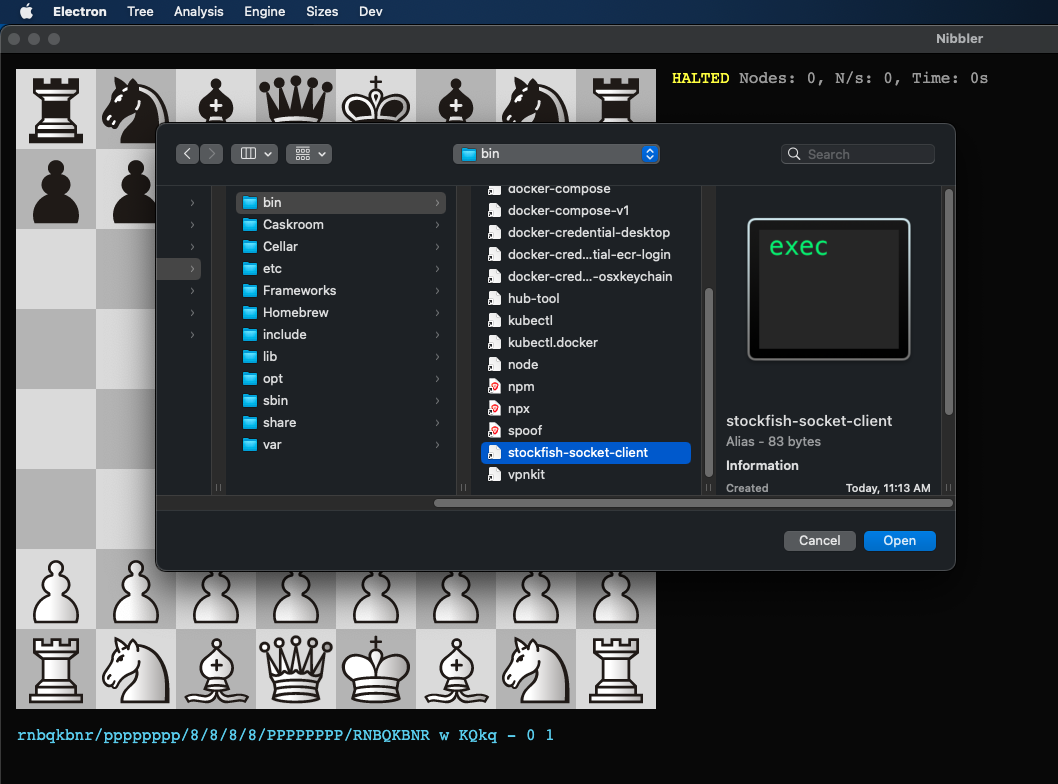 Electron Tree Analysis Engine Sizes Dev
Nibbler
HALTED Nodes: 0, N/s: 0, Time: 0s
bin
Search
bin
Caskroom
Cellar
etc
Frameworks
Homebrew
include
lib
opt
sbin
share
var
docker-compose
docker-compose-v1
docker-credential-desktop
docker-cred...tial-ecr-login
docker-cred...-osxkeychain
hub-tool
kubectl
kubectl.docker
node
npm
npx
spoof
stockfish-socket-client
vpnkit
exec
stockfish-socket-client
Alias - 83 bytes
Information
Created Today, 11:13 AM
Cancel Open
rnbqkbnr/pppppppp/8/8/8/8/PPPPPPPP/RNBQKBNR w KQkq - 0 1